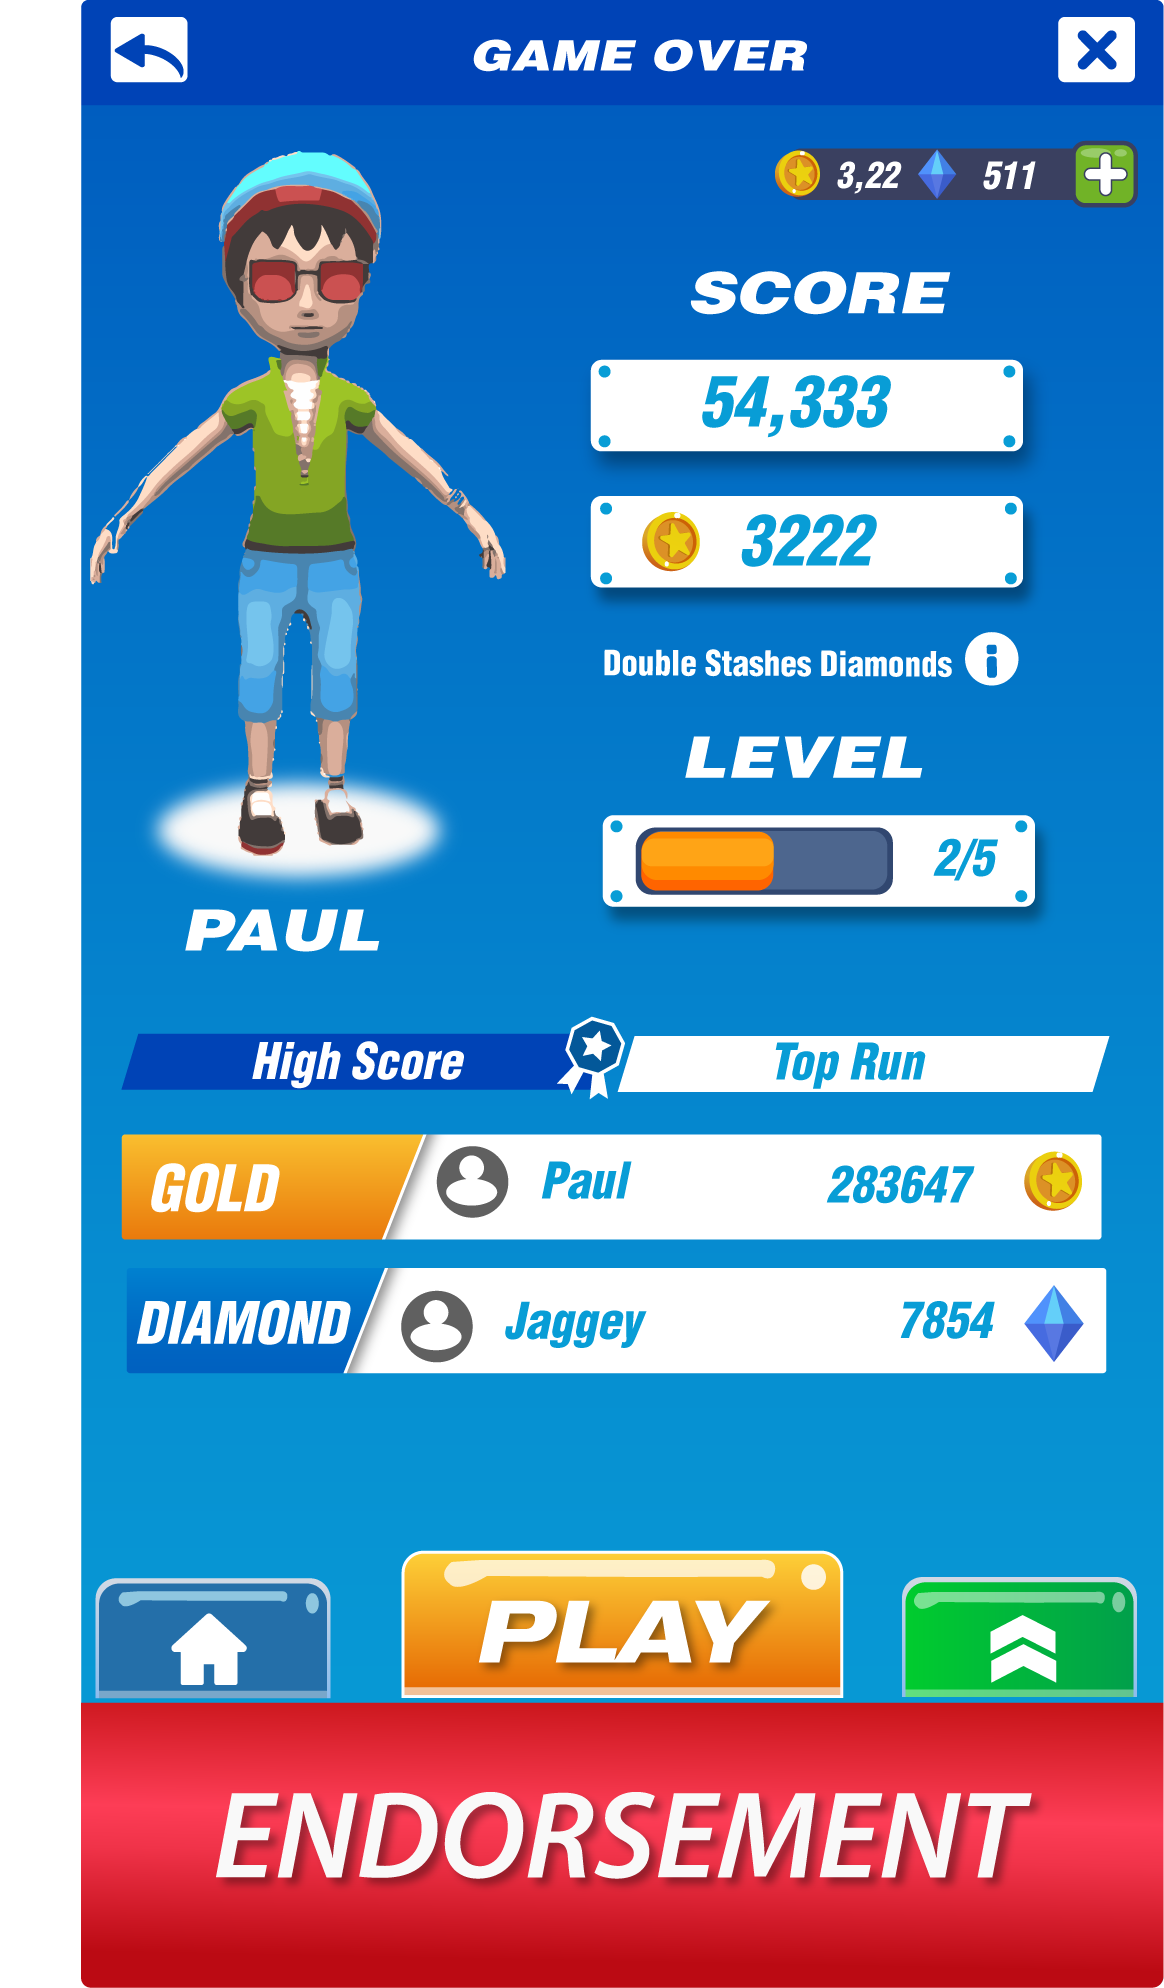 GAME OVER
3,22 511
SCORE
54,333
3222
Double Stashes Diamonds i
LEVEL
2/5
PAUL
High Score Top Run
GOLD Paul 283647
DIAMOND Jaggey 7854
PLAY
ENDORSEMENT